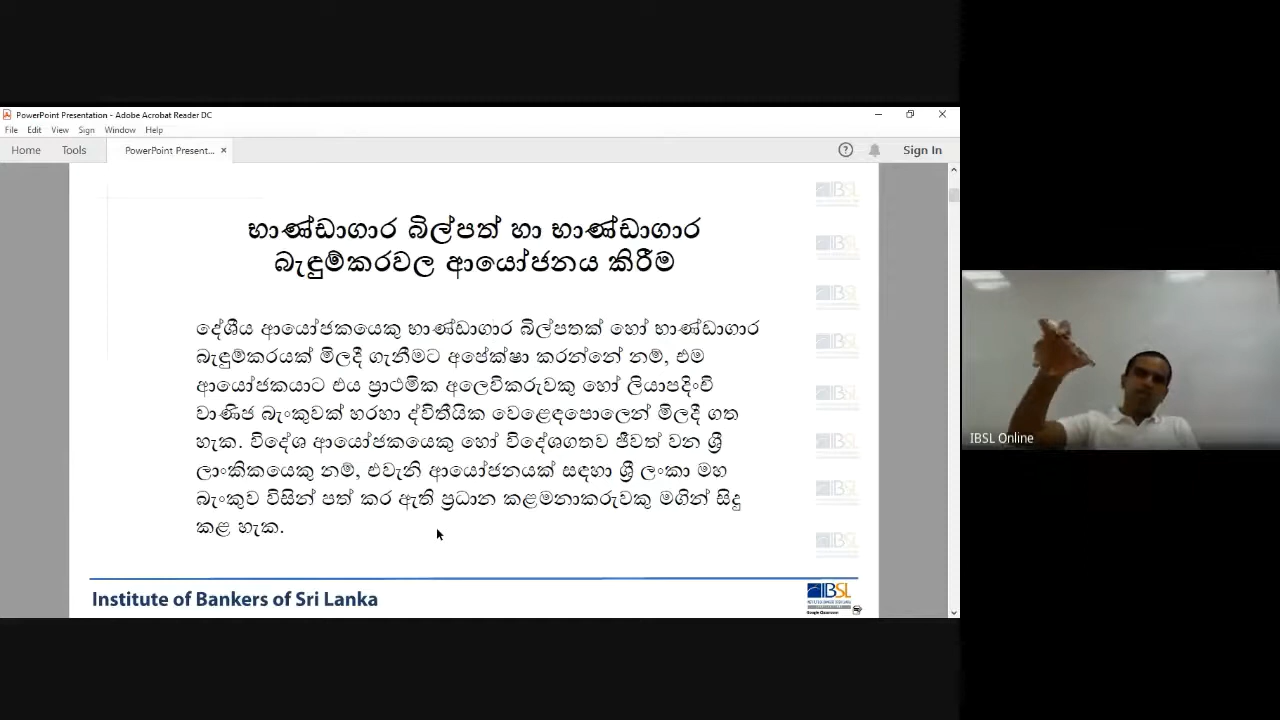 PowerPoint Presentation - Adobe Acrobat Reader DC
File Edit View Sign Window Help
Home Tools PowerPoint Present... × Sign In
භාණ්ඩාගාර බිල්පත් හා භාණ්ඩාගාර
බැඳුම්කරවල ආයෝජනය කිරීම
දේශීය ආයෝජකයෙකු භාණ්ඩාගාර බිල්පතක් හෝ භාණ්ඩාගාර
බැඳුම්කරයක් මිලදී ගැනීමට අපේක්ෂා කරන්නේ නම්, එම
ආයෝජකයාට එය ප්‍රාථමික අලෙවිකරුවකු හෝ ලියාපදිංචි
වාණිජ බැංකුවක් හරහා ද්විතීයික වෙළෙඳපොලෙන් මිලදී ගත
හැක. විදේශ ආයෝජකයෙකු හෝ විදේශගතව ජීවත් වන ශ්‍රී
ලාංකිකයෙකු නම්, එවැනි ආයෝජනයක් සඳහා ශ්‍රී ලංකා මහ
බැංකුව විසින් පත් කර ඇති ප්‍රධාන කළමනාකරුවකු මගින් සිදු
කළ හැක.
IBSL Online
Institute of Bankers of Sri Lanka
IBSL